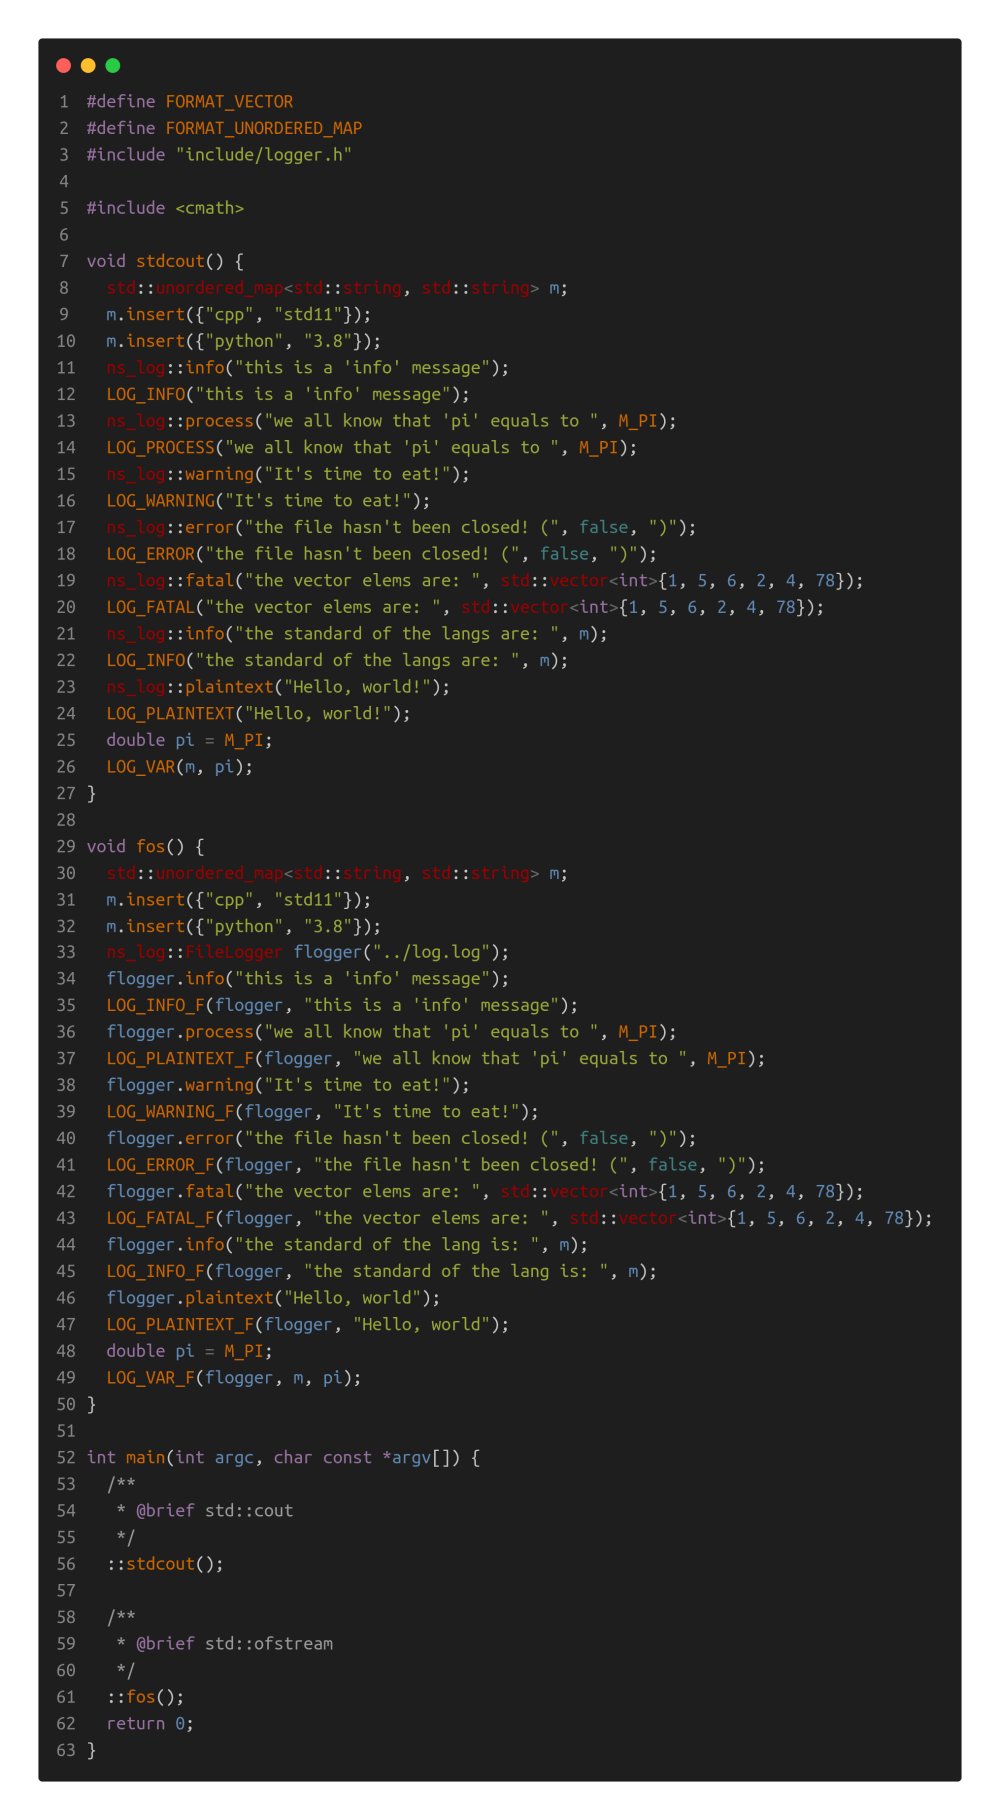 1 #define FORMAT_VECTOR
2 #define FORMAT_UNORDERED_MAP
3 #include "include/logger.h"
4
5 #include <cmath>
6
7 void stdcout() {
8   std::unordered_map<std::string, std::string> m;
9   m.insert({"cpp", "std11"});
10   m.insert({"python", "3.8"});
11   ns_log::info("this is a 'info' message");
12   LOG_INFO("this is a 'info' message");
13   ns_log::process("we all know that 'pi' equals to ", M_PI);
14   LOG_PROCESS("we all know that 'pi' equals to ", M_PI);
15   ns_log::warning("It's time to eat!");
16   LOG_WARNING("It's time to eat!");
17   ns_log::error("the file hasn't been closed! (", false, ")");
18   LOG_ERROR("the file hasn't been closed! (", false, ")");
19   ns_log::fatal("the vector elems are: ", std::vector<int>{1, 5, 6, 2, 4, 78});
20   LOG_FATAL("the vector elems are: ", std::vector<int>{1, 5, 6, 2, 4, 78});
21   ns_log::info("the standard of the langs are: ", m);
22   LOG_INFO("the standard of the langs are: ", m);
23   ns_log::plaintext("Hello, world!");
24   LOG_PLAINTEXT("Hello, world!");
25   double pi = M_PI;
26   LOG_VAR(m, pi);
27 }
28
29 void fos() {
30   std::unordered_map<std::string, std::string> m;
31   m.insert({"cpp", "std11"});
32   m.insert({"python", "3.8"});
33   ns_log::FileLogger flogger("../log.log");
34   flogger.info("this is a 'info' message");
35   LOG_INFO_F(flogger, "this is a 'info' message");
36   flogger.process("we all know that 'pi' equals to ", M_PI);
37   LOG_PLAINTEXT_F(flogger, "we all know that 'pi' equals to ", M_PI);
38   flogger.warning("It's time to eat!");
39   LOG_WARNING_F(flogger, "It's time to eat!");
40   flogger.error("the file hasn't been closed! (", false, ")");
41   LOG_ERROR_F(flogger, "the file hasn't been closed! (", false, ")");
42   flogger.fatal("the vector elems are: ", std::vector<int>{1, 5, 6, 2, 4, 78});
43   LOG_FATAL_F(flogger, "the vector elems are: ", std::vector<int>{1, 5, 6, 2, 4, 78});
44   flogger.info("the standard of the lang is: ", m);
45   LOG_INFO_F(flogger, "the standard of the lang is: ", m);
46   flogger.plaintext("Hello, world");
47   LOG_PLAINTEXT_F(flogger, "Hello, world");
48   double pi = M_PI;
49   LOG_VAR_F(flogger, m, pi);
50 }
51
52 int main(int argc, char const *argv[]) {
53   /**
54    * @brief std::cout
55    */
56   ::stdcout();
57
58   /**
59    * @brief std::ofstream
60    */
61   ::fos();
62   return 0;
63 }